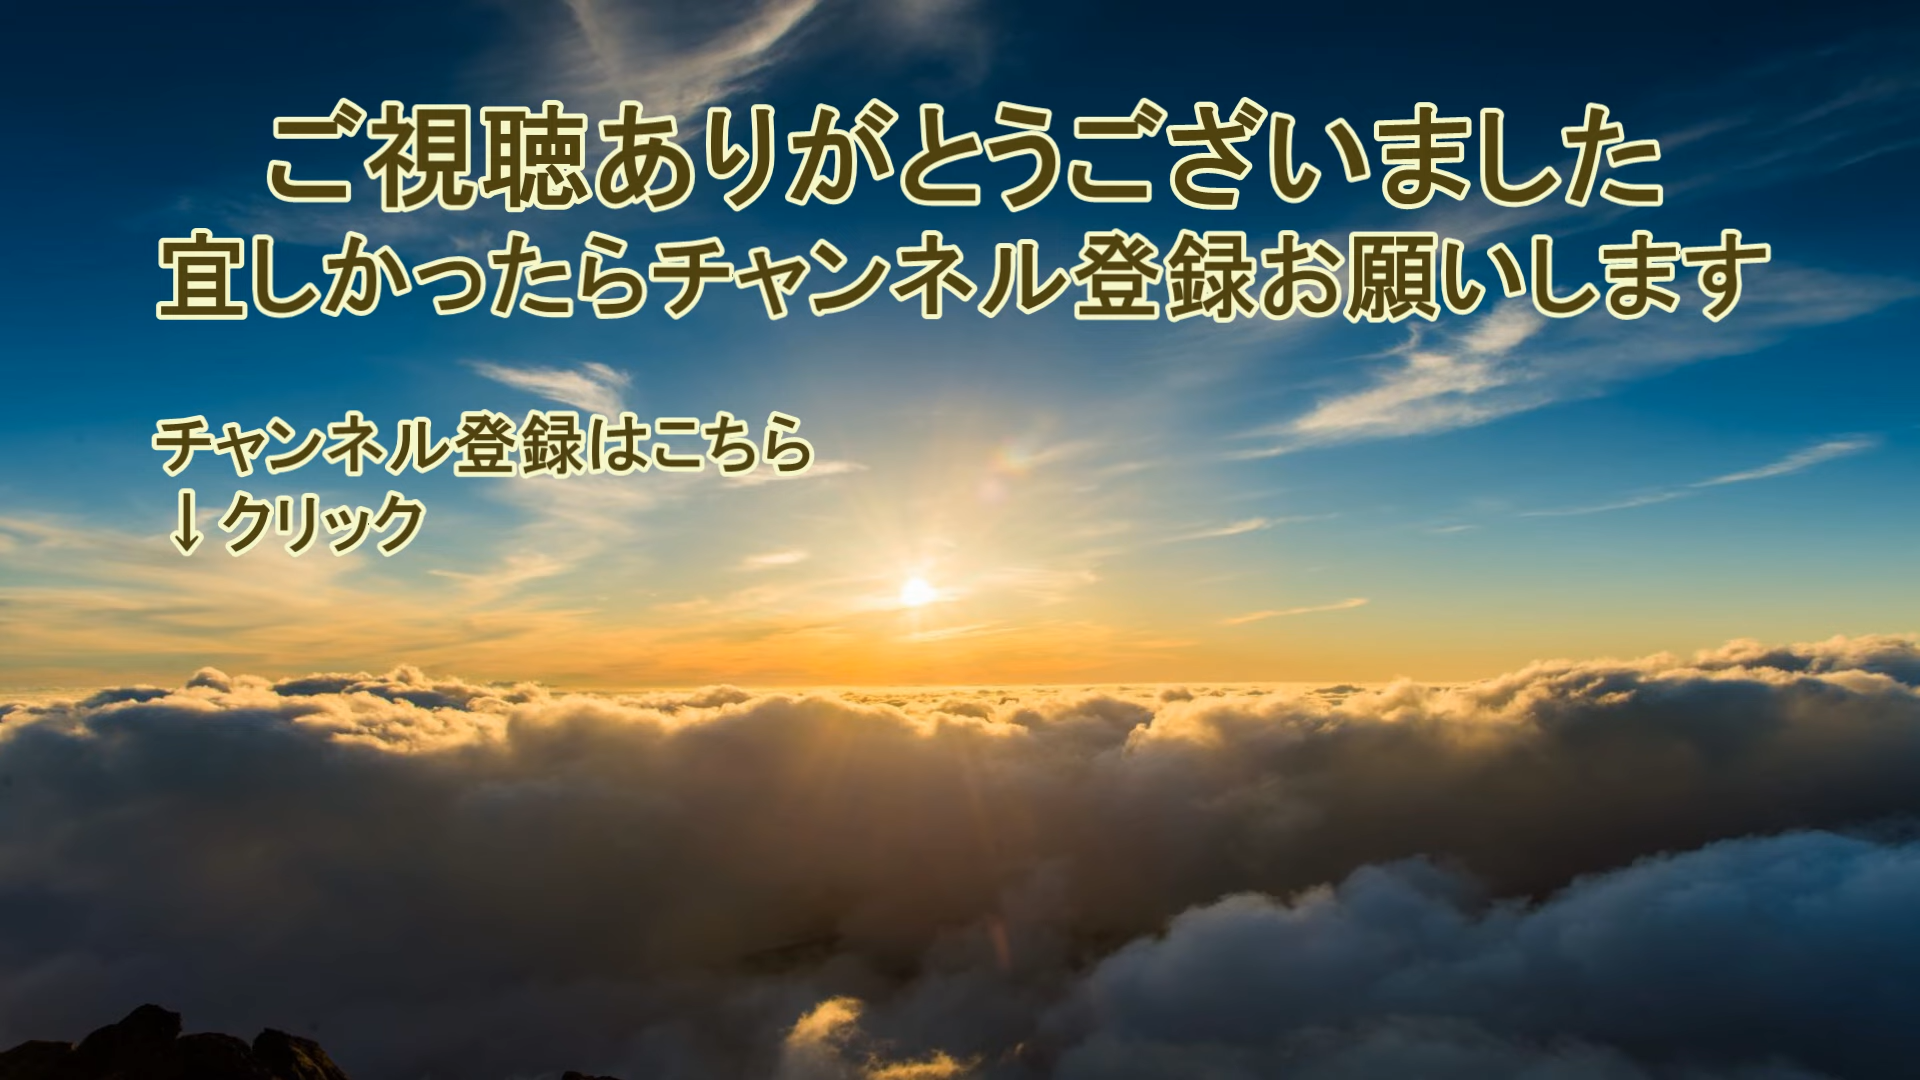 ご視聴ありがとうございました
宜しかったらチャンネル登録お願いします
チャンネル登録はこちら
↓クリック